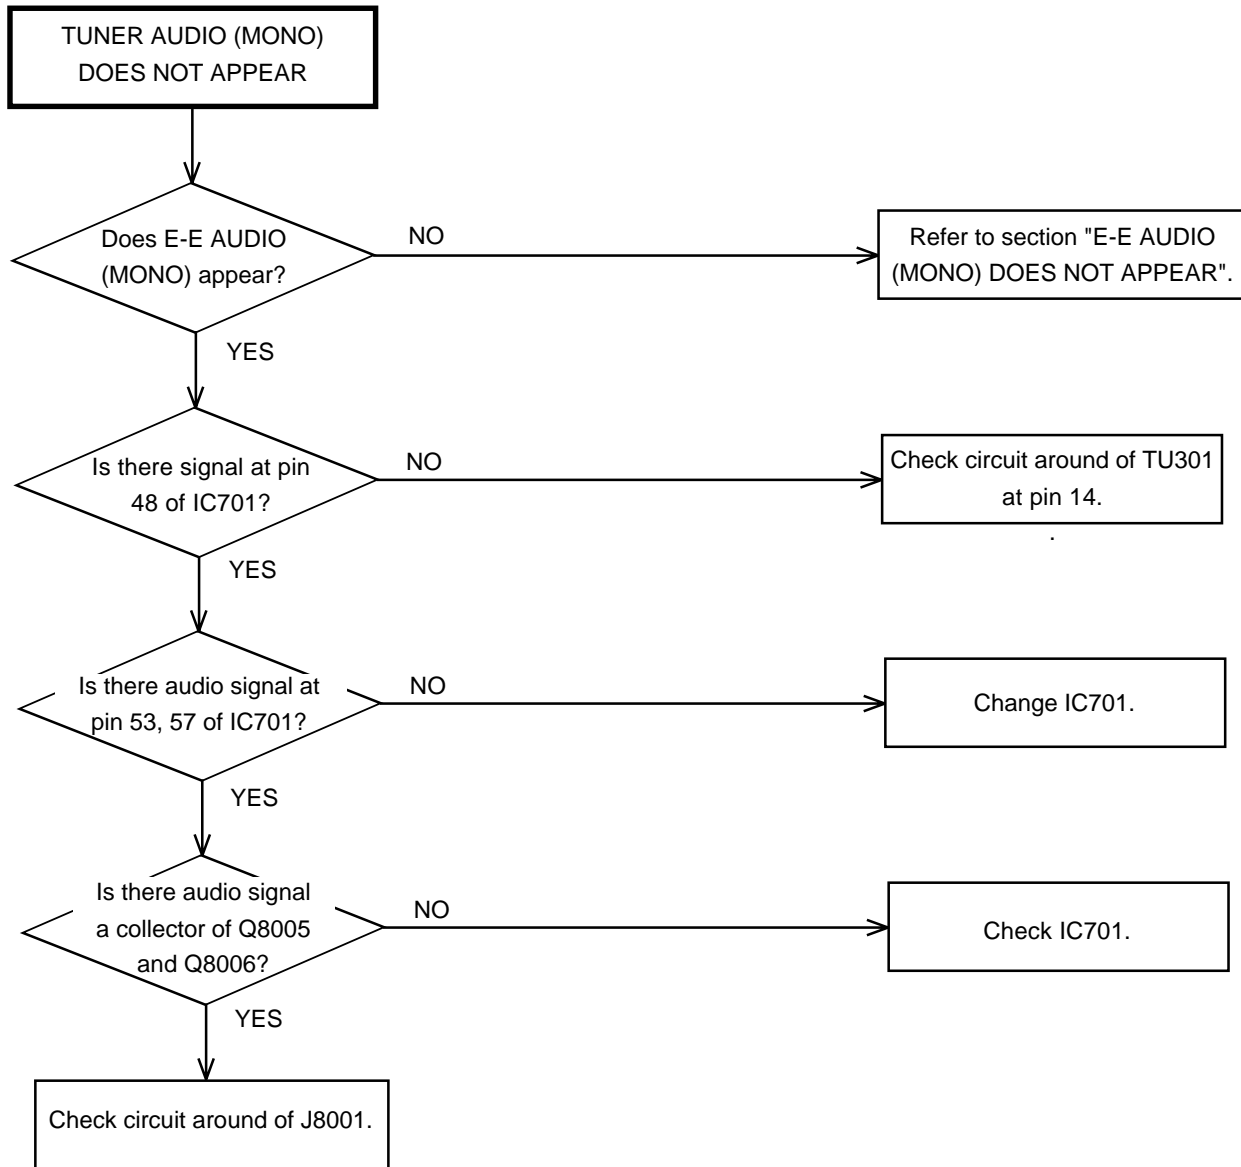 TUNER AUDIO (MONO)
DOES NOT APPEAR
Does E-E AUDIO
(MONO) appear?
NO
Refer to section "E-E AUDIO
(MONO) DOES NOT APPEAR".
YES
Is there signal at pin
48 of IC701?
NO
Check circuit around of TU301
at pin 14.
.
YES
Is there audio signal at
pin 53, 57 of IC701?
NO
Change IC701.
YES
Is there audio signal
a collector of Q8005
and Q8006?
NO
Check IC701.
YES
Check circuit around of J8001.